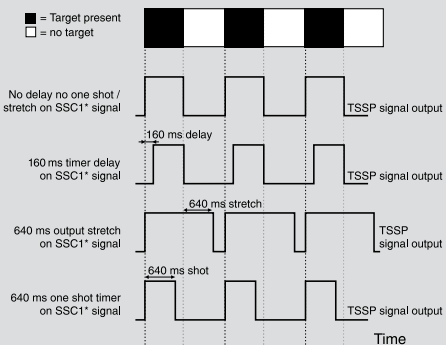 = Target present
= no target
No delay no one shot /
stretch on SSC1* signal
TSSP signal output
160 ms delay
160 ms timer delay
on SSC1* signal
TSSP signal output
640 ms stretch
640 ms output stretch
on SSC1* signal
TSSP
signal output
640 ms shot
640 ms one shot timer
on SSC1* signal
TSSP signal output
Time